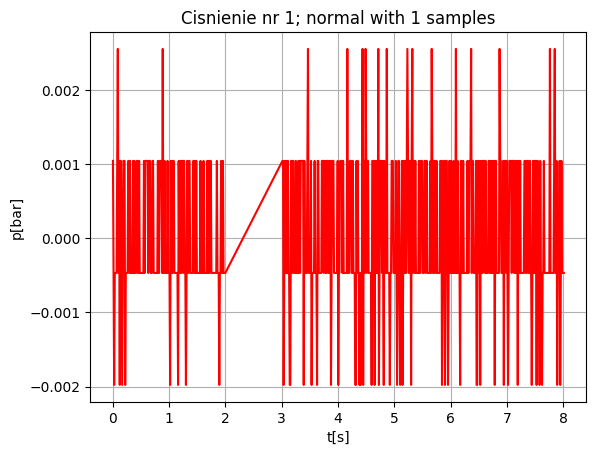 Cisnienie nr 1; normal with 1 samples
0.002
0.001
0.000
−0.001
−0.002
p[bar]
0 1 2 3 4 5 6 7 8
t[s]